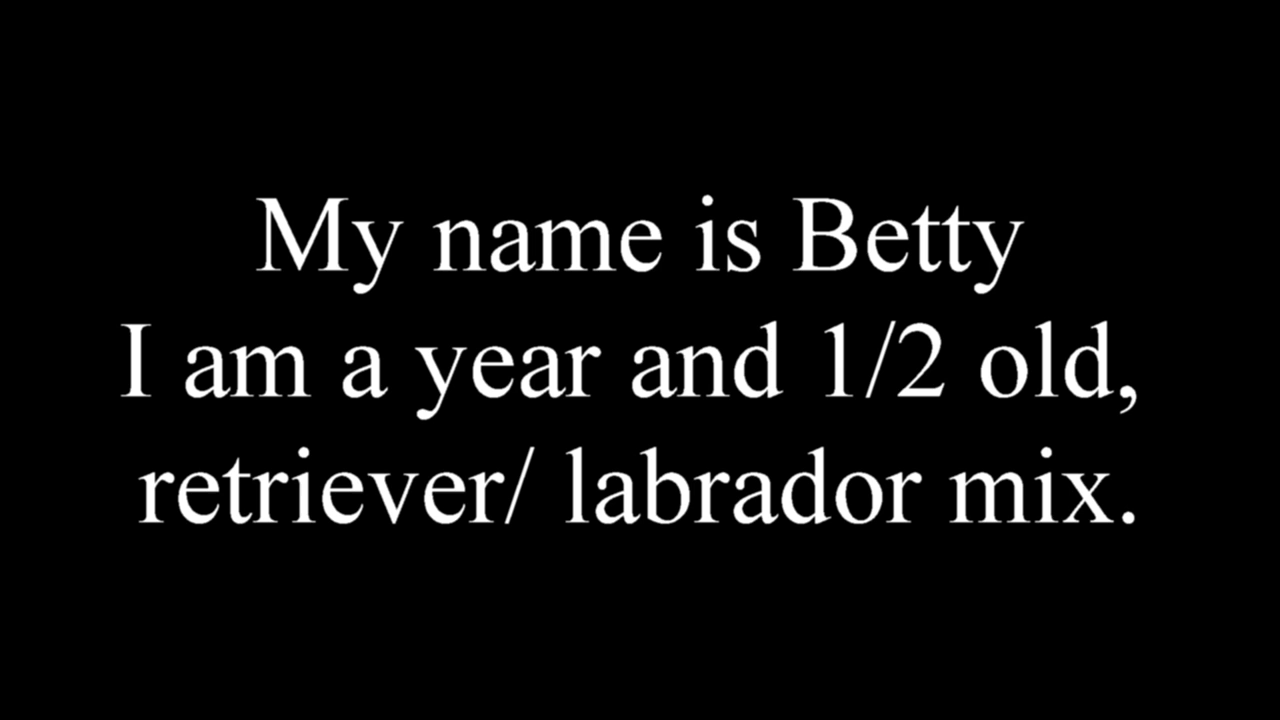 My name is Betty
I am a year and 1/2 old,
retriever/ labrador mix.